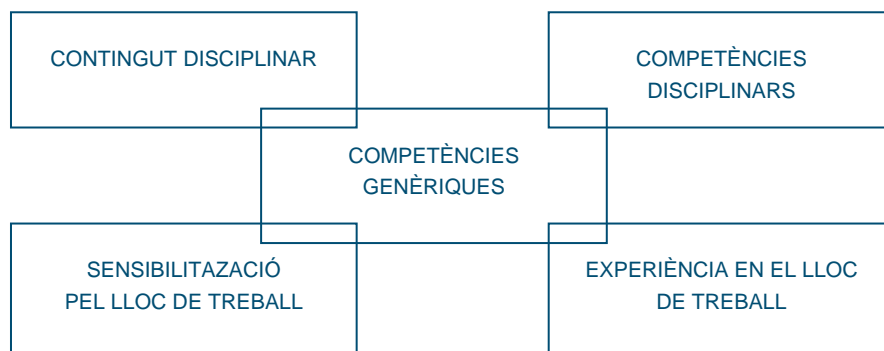 CONTINGUT DISCIPLINAR
COMPETÈNCIES
DISCIPLINARS
COMPETÈNCIES
GENÈRIQUES
SENSIBILITAZACIÓ
PEL LLOC DE TREBALL
EXPERIÈNCIA EN EL LLOC
DE TREBALL